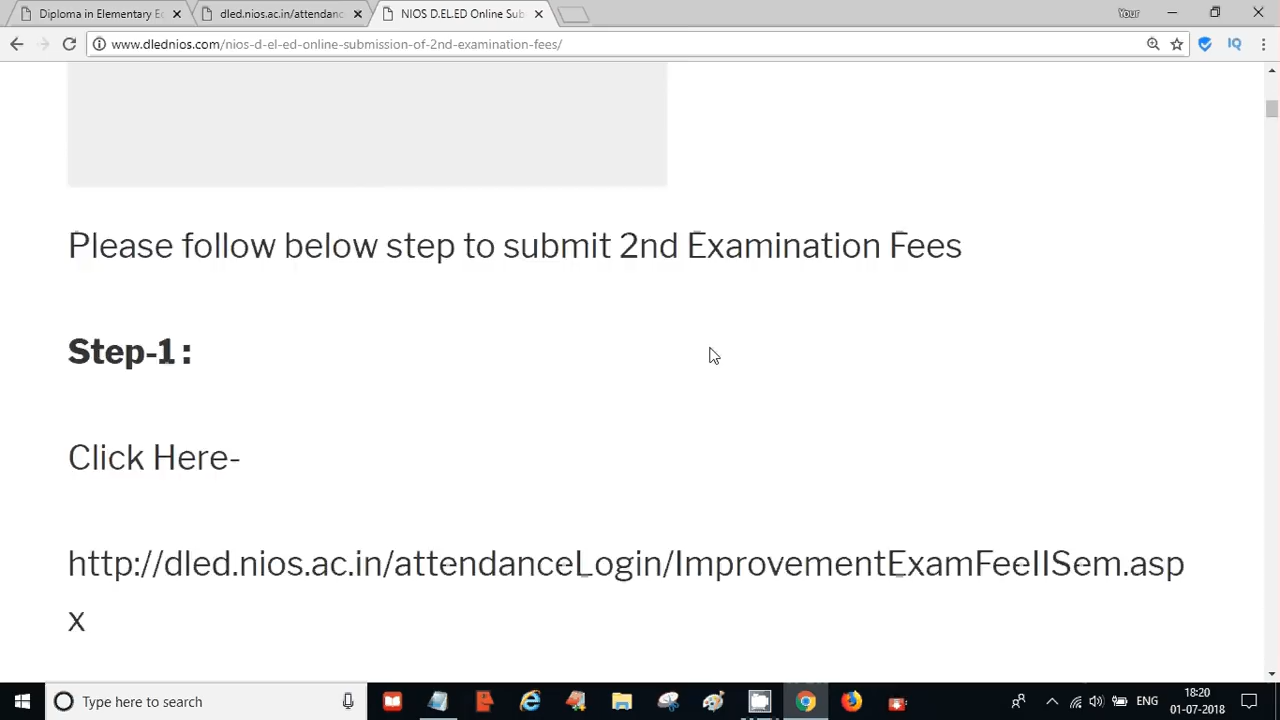 Diploma in Elementary Ec
dled.nios.ac.in/attendanc
NIOS D.EL.ED Online Sub
Your
www.dlednios.com/nios-d-el-ed-online-submission-of-2nd-examination-fees/
IQ
Please follow below step to submit 2nd Examination Fees
Step-1 :
Click Here-
http://dled.nios.ac.in/attendanceLogin/ImprovementExamFeeIISem.asp
x
Type here to search
ENG
18:20
01-07-2018